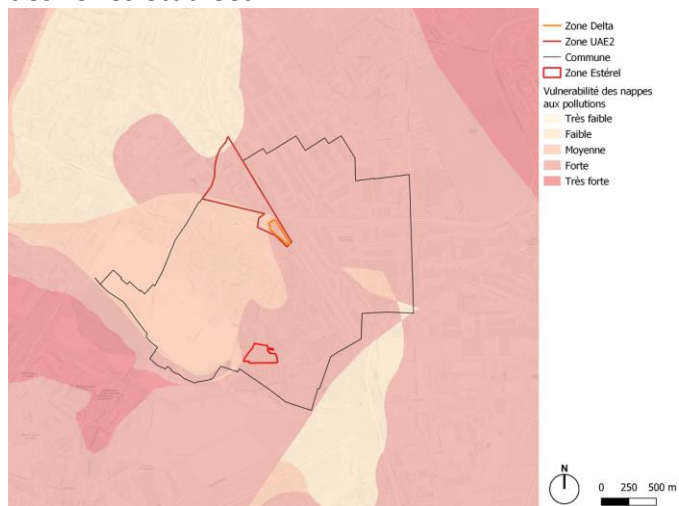 Zone Delta
Zone UAE2
Commune
Zone Estérel
Vulnerabilité des nappes
aux pollutions
Très faible
Faible
Moyenne
Forte
Très forte
N
0 250 500 m